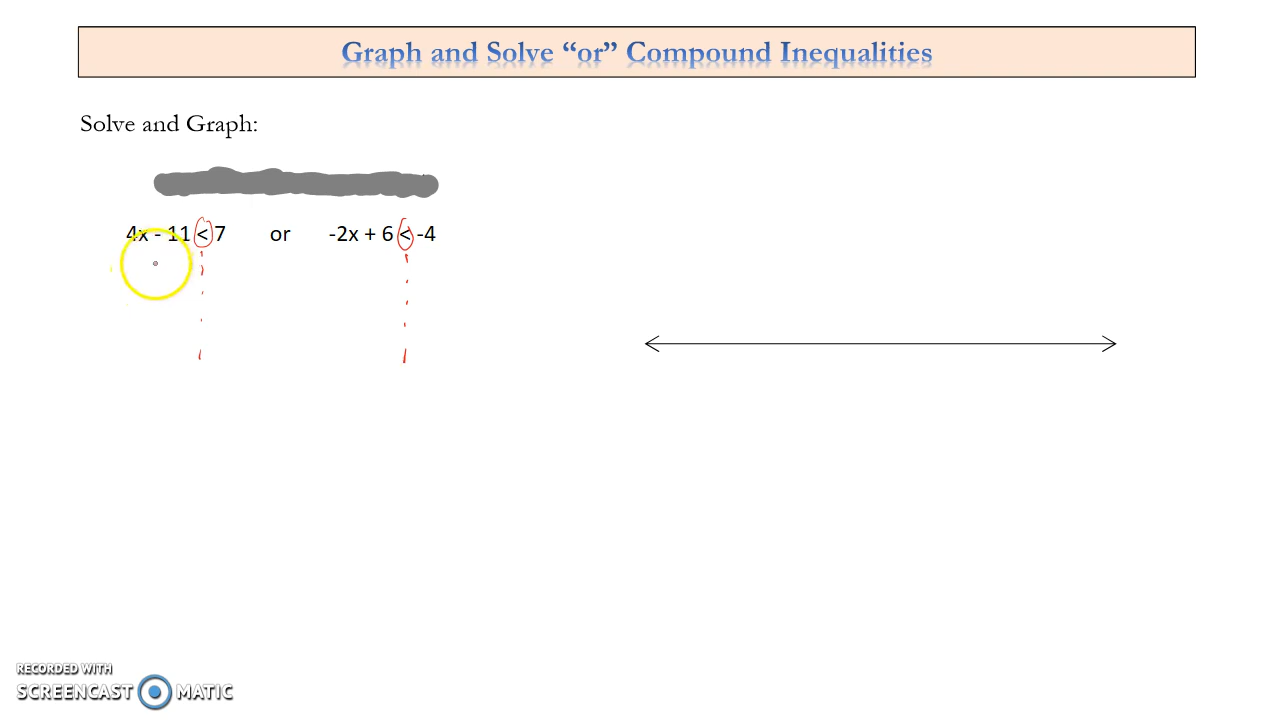 Graph and Solve “or” Compound Inequalities
Solve and Graph:
4x - 11 < 7 or -2x + 6 < -4
RECORDED WITH
SCREENCAST MATIC